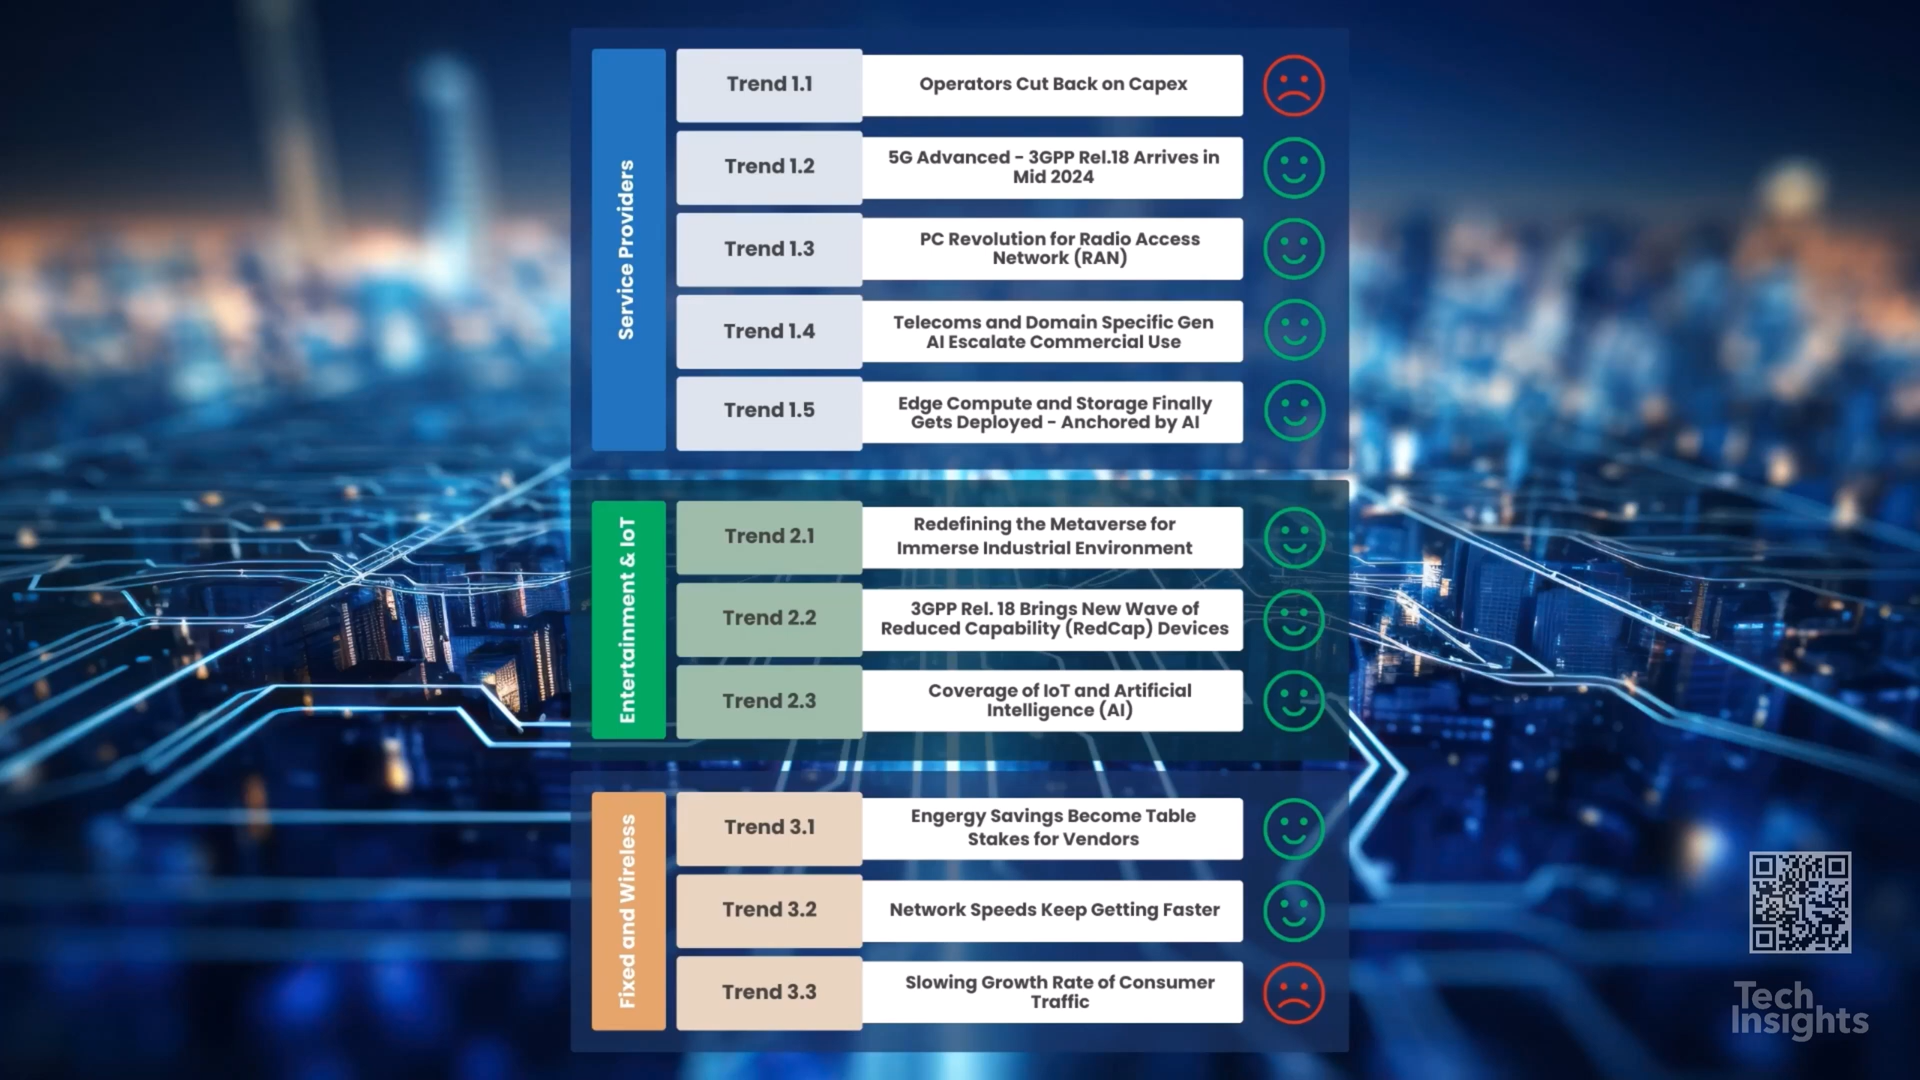 Service Providers
Trend 1.1
Operators Cut Back on Capex
Trend 1.2
5G Advanced - 3GPP Rel.18 Arrives in
Mid 2024
Trend 1.3
PC Revolution for Radio Access
Network (RAN)
Trend 1.4
Telecoms and Domain Specific Gen
AI Escalate Commercial Use
Trend 1.5
Edge Compute and Storage Finally
Gets Deployed - Anchored by AI
Entertainment & IoT
Trend 2.1
Redefining the Metaverse for
Immerse Industrial Environment
Trend 2.2
3GPP Rel. 18 Brings New Wave of
Reduced Capability (RedCap) Devices
Trend 2.3
Coverage of IoT and Artificial
Intelligence (AI)
Fixed and Wireless
Trend 3.1
Engergy Savings Become Table
Stakes for Vendors
Trend 3.2
Network Speeds Keep Getting Faster
Trend 3.3
Slowing Growth Rate of Consumer
Traffic
Tech
Insights